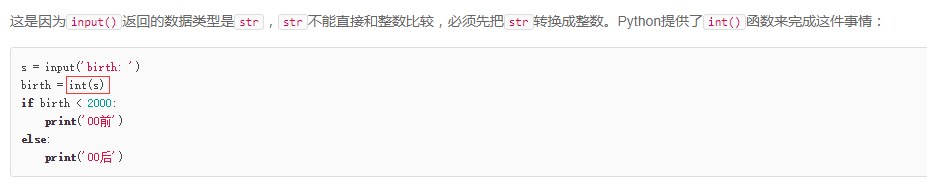 这是因为input()返回的数据类型是str，str不能直接和整数比较，必须先把str转换成整数。Python提供了int()函数来完成这件事情：
s = input('birth: ')
birth = int(s)
if birth < 2000:
    print('00前')
else:
    print('00后')